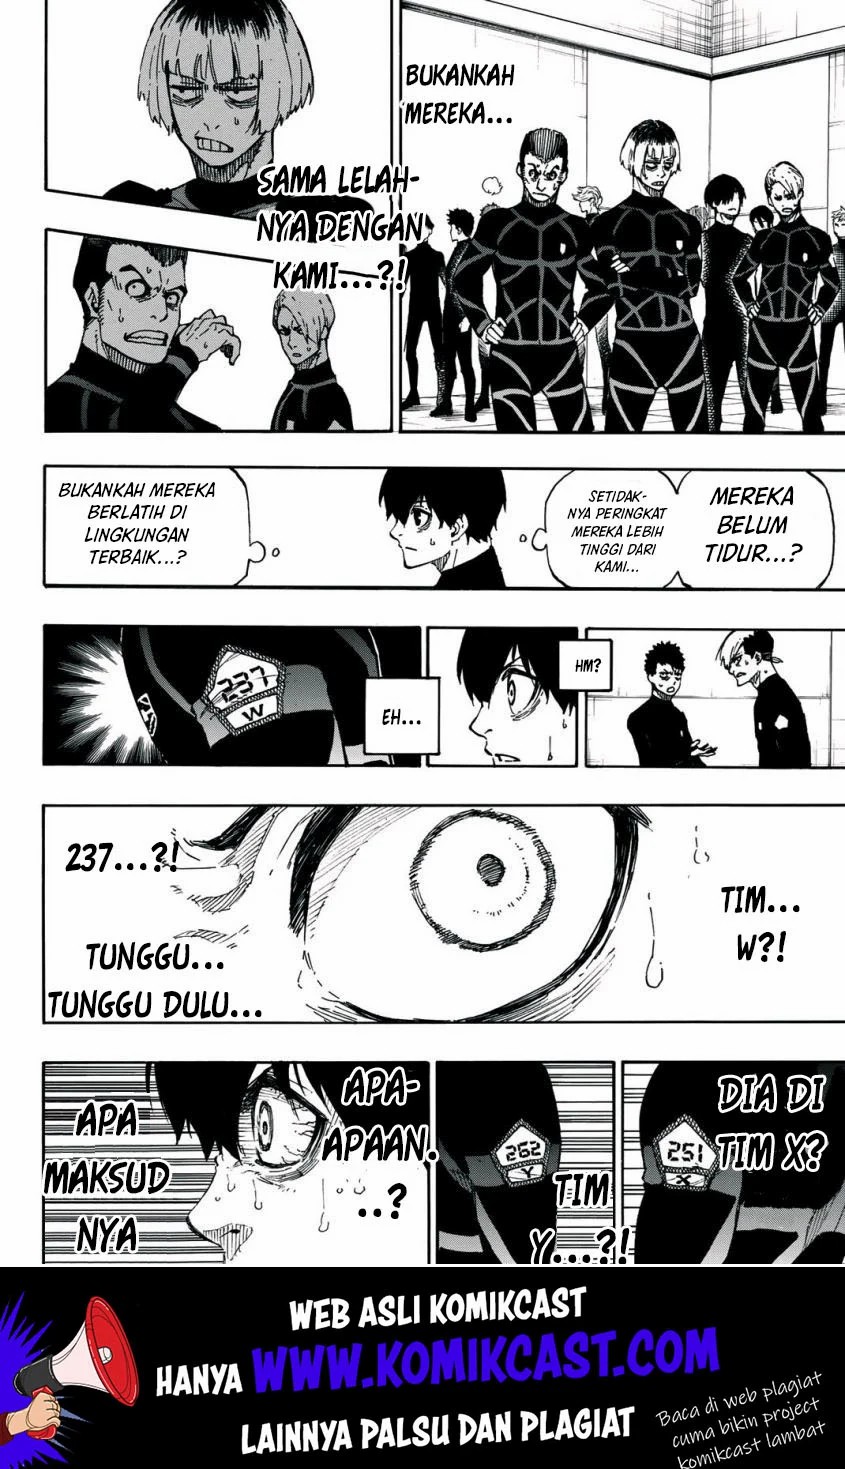 BUKANKAH
MEREKA...
SAMA LELAH-
NYA DENGAN
KAMI...?!
MEREKA
BELUM
TIDUR...?
SETIDAK-
NYA PERINGKAT
MEREKA LEBIH
TINGGI DARI
KAMI...
BUKANKAH MEREKA
BERLATIH DI
LINGKUNGAN
TERBAIK...?
HM?
EH...
237
W
TIM...
W?!
237...?!
TUNGGU...
TUNGGU DULU...
DIA DI
TIM X?
251
X
262
Y
TIM
Y...?!
APA-
APAAN.
..?
APA
MAKSUD
NYA
WEB ASLI KOMIKCAST
HANYA WWW.KOMIKCAST.COM
LAINNYA PALSU DAN PLAGIAT
Baca di web plagiat
cuma bikin project
komikcast lambat